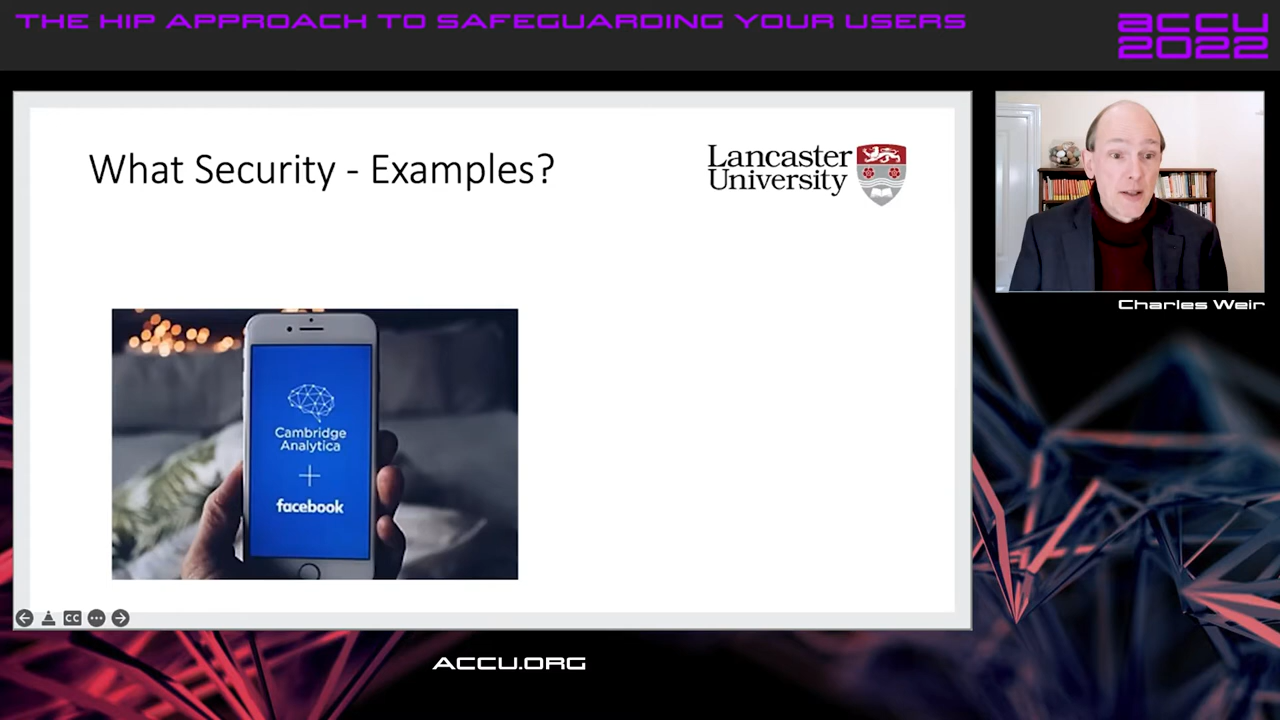 THE HIP APPROACH TO SAFEGUARDING YOUR USERS
ACCU
2022
What Security - Examples?
Lancaster
University
Cambridge
Analytica
+
facebook
CC
Charles Weir
ACCU.ORG